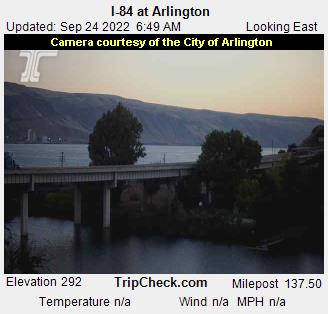 I-84 at Arlington
Updated: Sep 24 2022 6:49 AM Looking East
Camera courtesy of the City of Arlington
Elevation 292 TripCheck.com Milepost 137.50
Temperature n/a Wind n/a MPH n/a